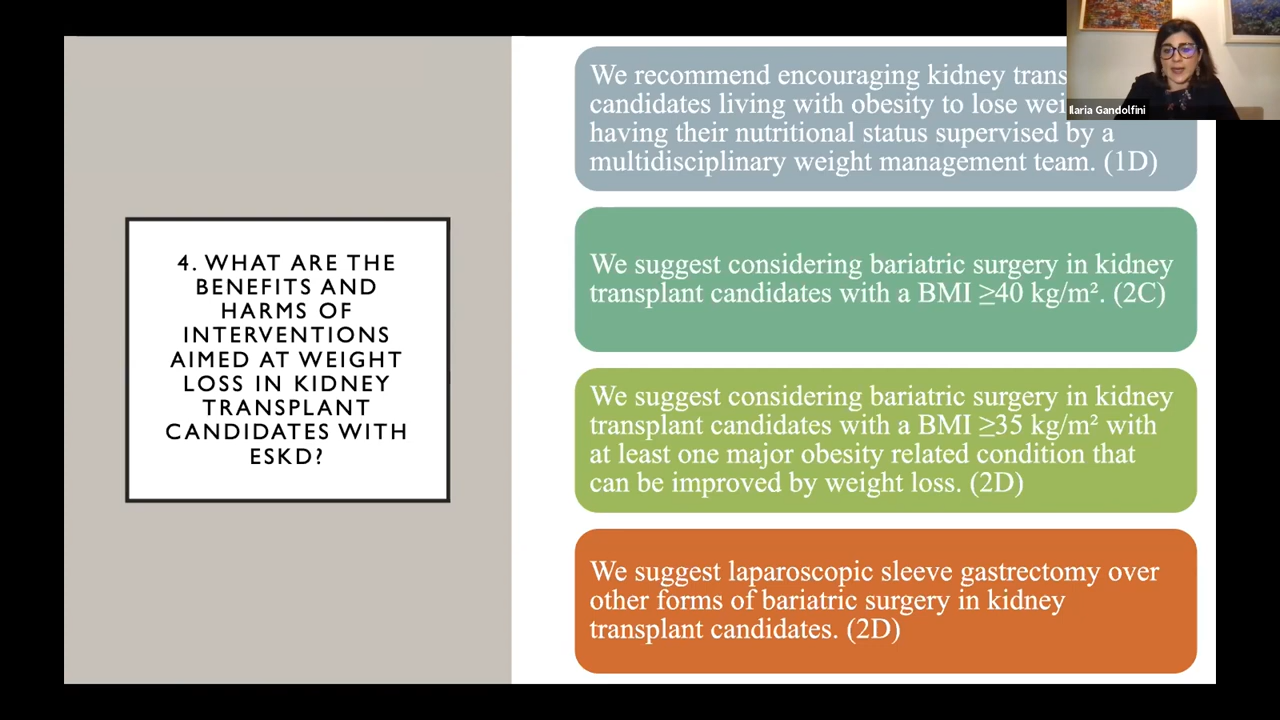 4. WHAT ARE THE
BENEFITS AND
HARMS OF
INTERVENTIONS
AIMED AT WEIGHT
LOSS IN KIDNEY
TRANSPLANT
CANDIDATES WITH
ESKD?
We recommend encouraging kidney
candidates living with obesity to lose
having their nutritional status supervised by a
multidisciplinary weight management team. (1D)
We suggest considering bariatric surgery in kidney
transplant candidates with a BMI ≥40 kg/m². (2C)
We suggest considering bariatric surgery in kidney
transplant candidates with a BMI ≥35 kg/m² with
at least one major obesity related condition that
can be improved by weight loss. (2D)
We suggest laparoscopic sleeve gastrectomy over
other forms of bariatric surgery in kidney
transplant candidates. (2D)
Ilaria Gandolfini